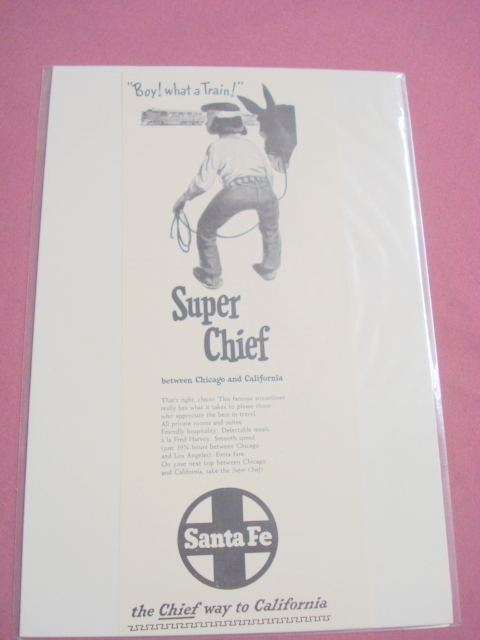 "Boy! what a Train!"
Super
Chief
between Chicago and California
That's right, chico! This famous streamliner
really has what it takes to please those
who appreciate the best in travel.
All private rooms and suites.
Friendly hospitality. Delectable meals
à la Fred Harvey. Smooth speed
(just 39¾ hours between Chicago
and Los Angeles). Extra fare.
On your next trip between Chicago
and California, take the Super Chief!
Santa Fe
the Chief way to California